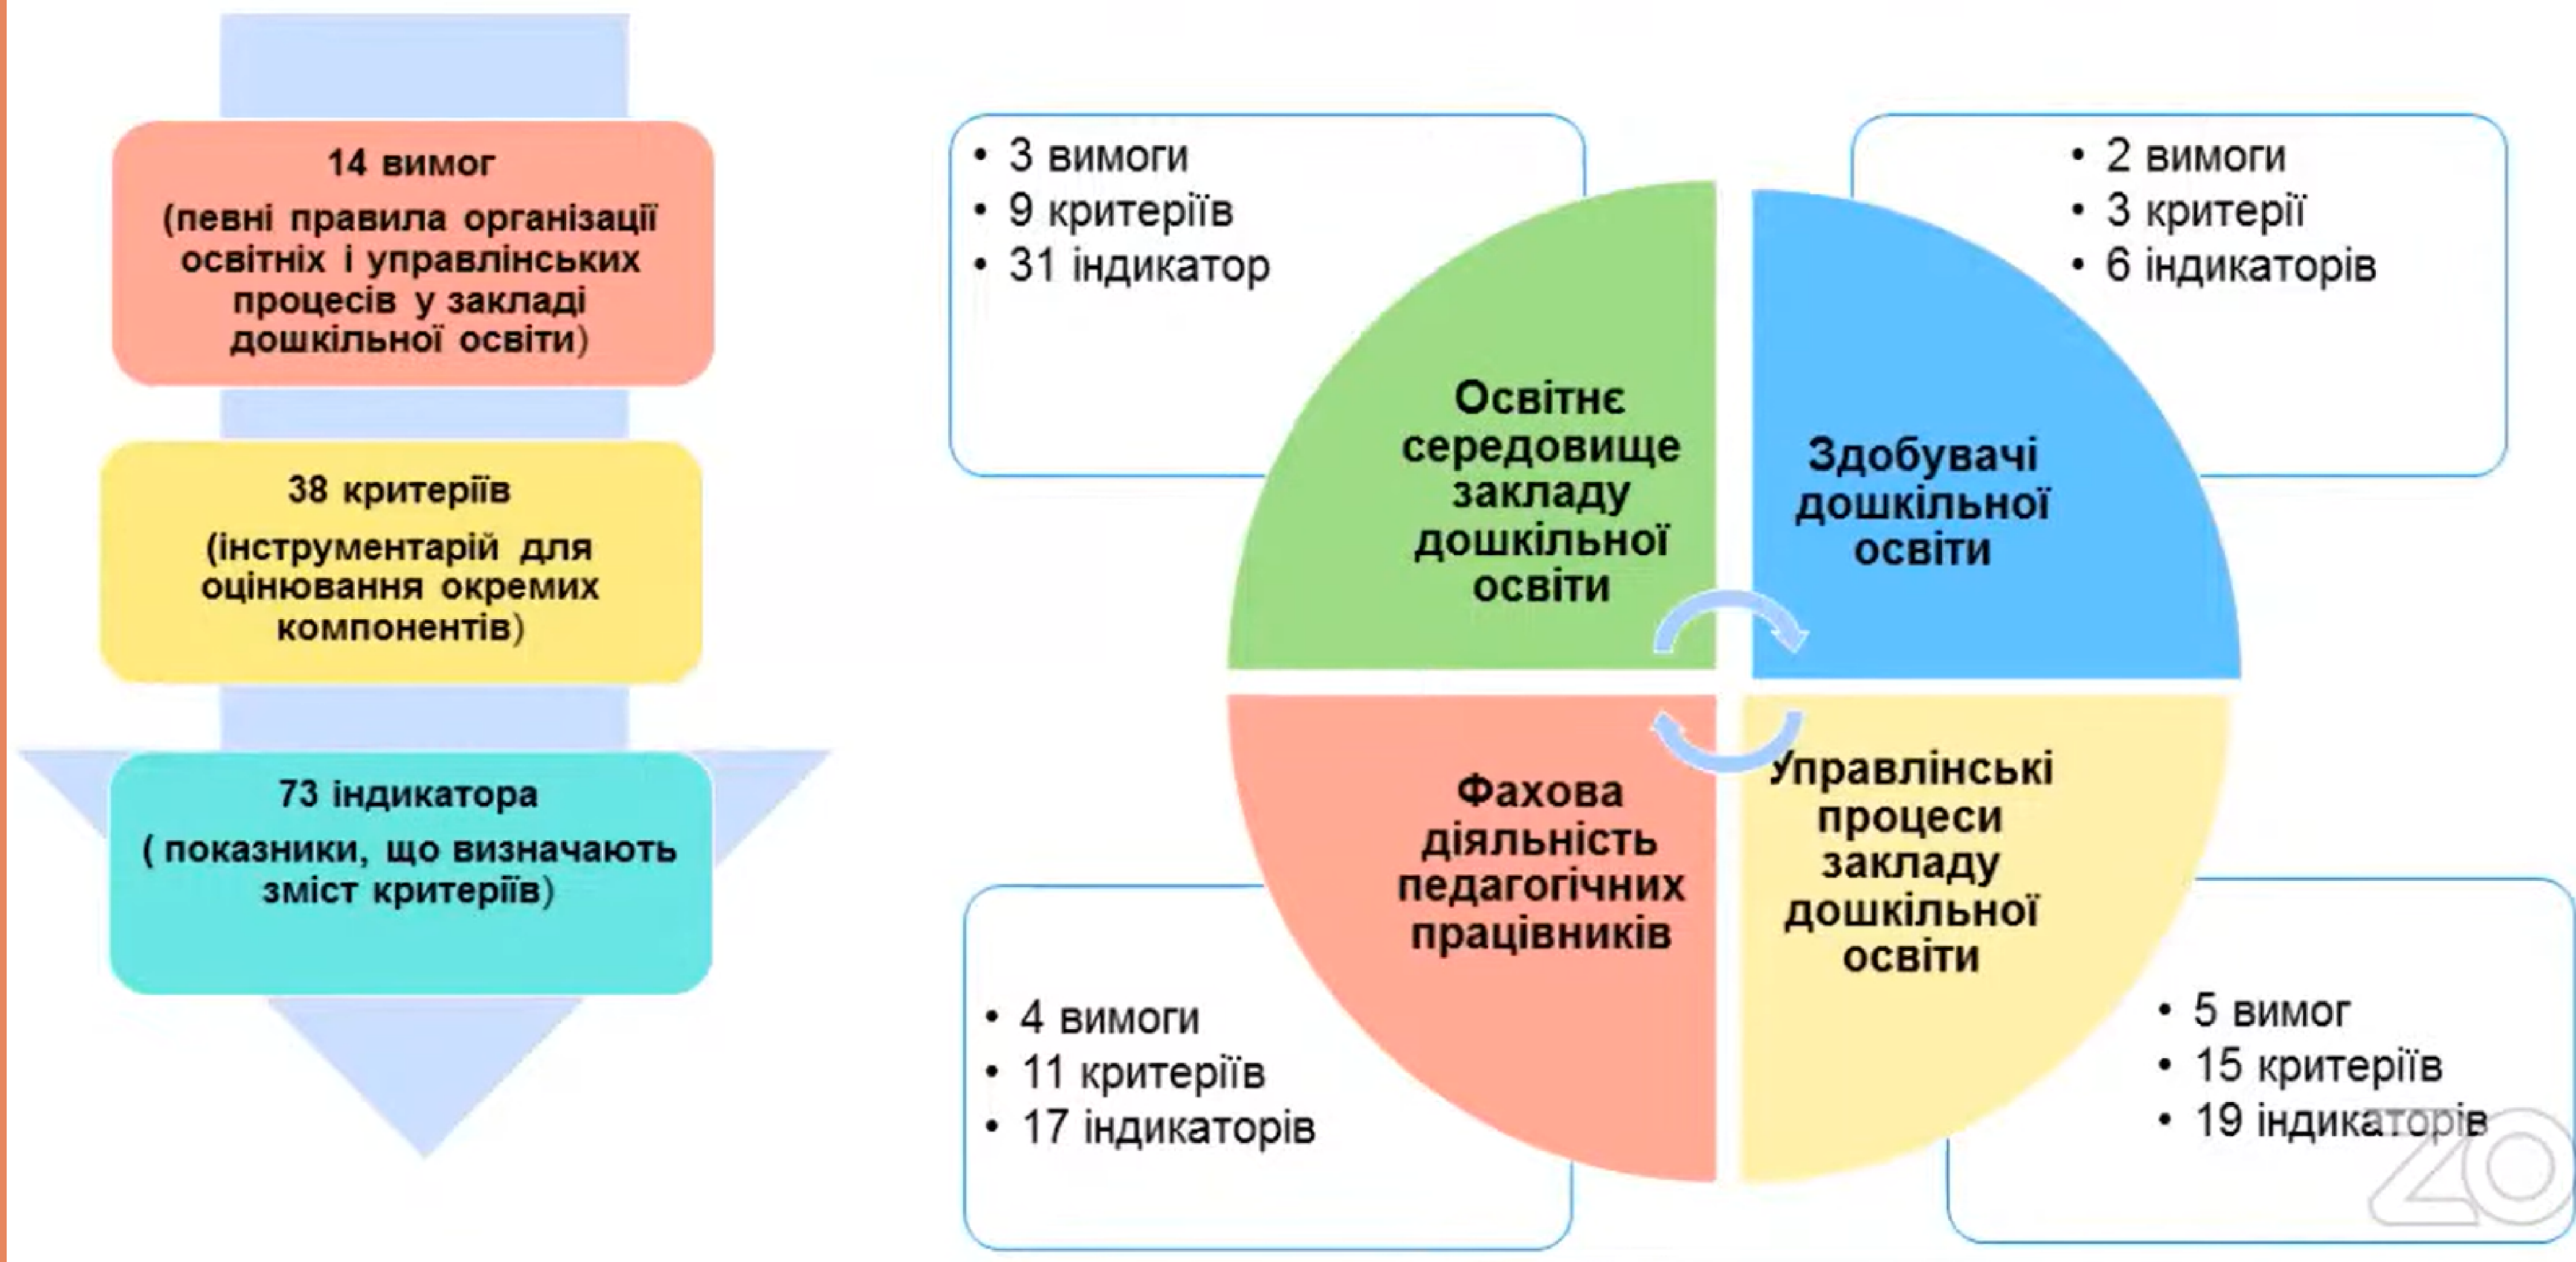 14 вимог
(певні правила організації
освітніх і управлінських
процесів у закладі
дошкільної освіти)
38 критеріїв
(інструментарій для
оцінювання окремих
компонентів)
73 індикатора
( показники, що визначають
зміст критеріїв)
• 3 вимоги
• 9 критеріїв
• 31 індикатор
• 2 вимоги
• 3 критерії
• 6 індикаторів
Освітнє
середовище
закладу
дошкільної
освіти
Здобувачі
дошкільної
освіти
Фахова
діяльність
педагогічних
працівників
Управлінські
процеси
закладу
дошкільної
освіти
• 4 вимоги
• 11 критеріїв
• 17 індикаторів
• 5 вимог
• 15 критеріїв
• 19 індикаторів